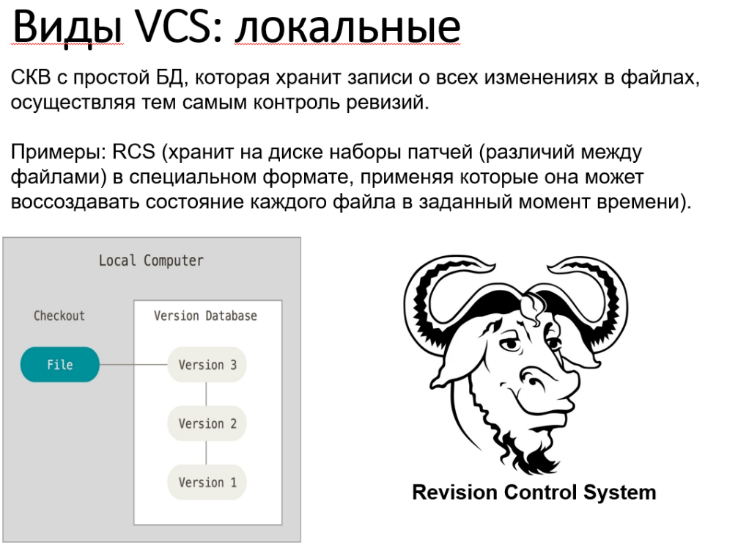 Виды VCS: локальные
СКВ с простой БД, которая хранит записи о всех изменениях в файлах,
осуществляя тем самым контроль ревизий.
Примеры: RCS (хранит на диске наборы патчей (различий между
файлами) в специальном формате, применяя которые она может
воссоздавать состояние каждого файла в заданный момент времени).
Local Computer
Checkout
Version Database
File
Version 3
Version 2
Version 1
Revision Control System